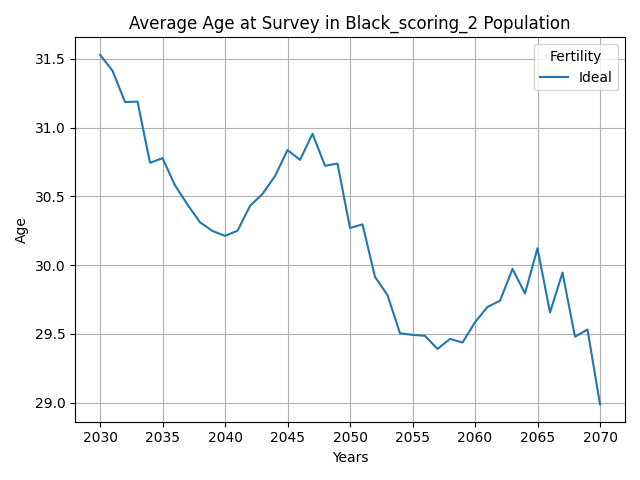 Average Age at Survey in Black_scoring_2 Population
Fertility
Ideal
31.5
31.0
30.5
30.0
29.5
29.0
Age
2030 2035 2040 2045 2050 2055 2060 2065 2070
Years